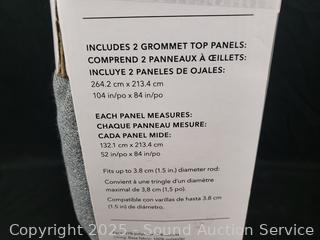 INCLUDES 2 GROMMET TOP PANELS:
COMPREND 2 PANNEAUX À ŒILLETS:
INCLUYE 2 PANELES DE OJALES:
264.2 cm x 213.4 cm
104 in/po x 84 in/po
EACH PANEL MEASURES:
CHAQUE PANNEAU MESURE:
CADA PANEL MIDE:
132.1 cm x 213.4 cm
52 in/po x 84 in/po
Fits up to 3.8 cm (1.5 in.) diameter rod:
Convient à une tringle d'un diamètre
maximal de 3,8 cm (1,5 po).
Compatible con varillas de hasta 3.8 cm
(1.5 in) de diámetro.
Copyright 2025 - Sound Auction Service